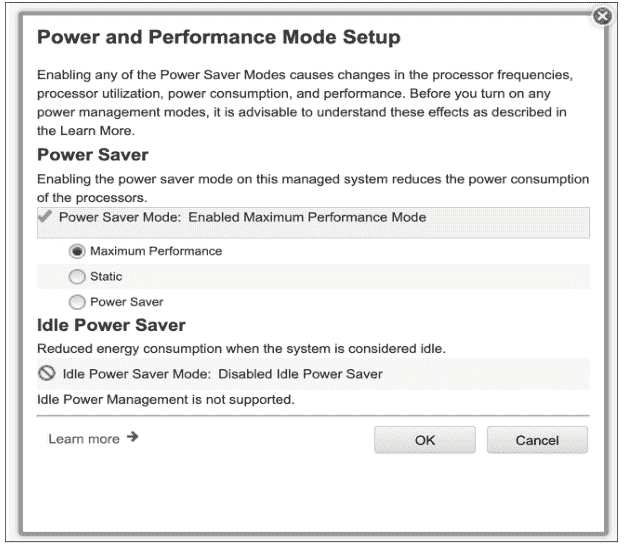 Power and Performance Mode Setup
Enabling any of the Power Saver Modes causes changes in the processor frequencies,
processor utilization, power consumption, and performance. Before you turn on any
power management modes, it is advisable to understand these effects as described in
the Learn More.
Power Saver
Enabling the power saver mode on this managed system reduces the power consumption
of the processors.
Power Saver Mode: Enabled Maximum Performance Mode
Maximum Performance
Static
Power Saver
Idle Power Saver
Reduced energy consumption when the system is considered idle.
Idle Power Saver Mode: Disabled Idle Power Saver
Idle Power Management is not supported.
Learn more
OK
Cancel